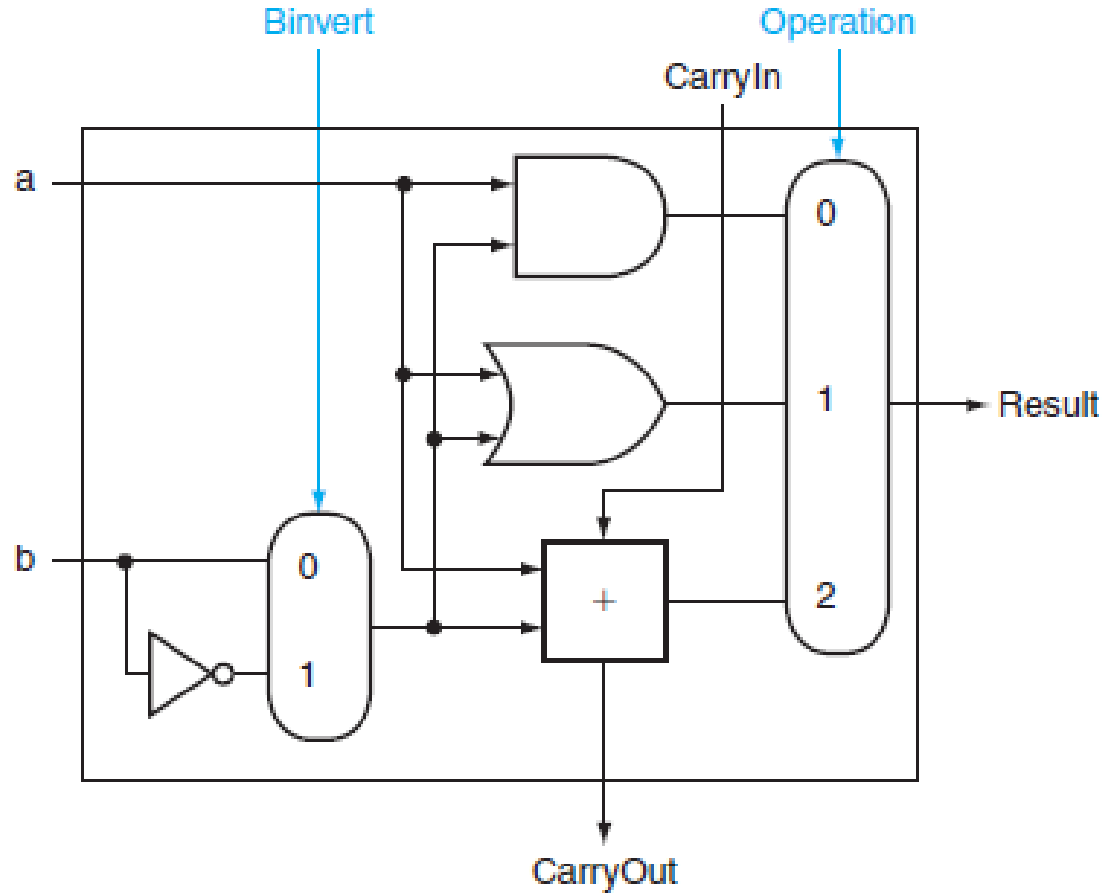 Binvert
Operation
CarryIn
a
0
1
Result
b
0
+
2
1
CarryOut